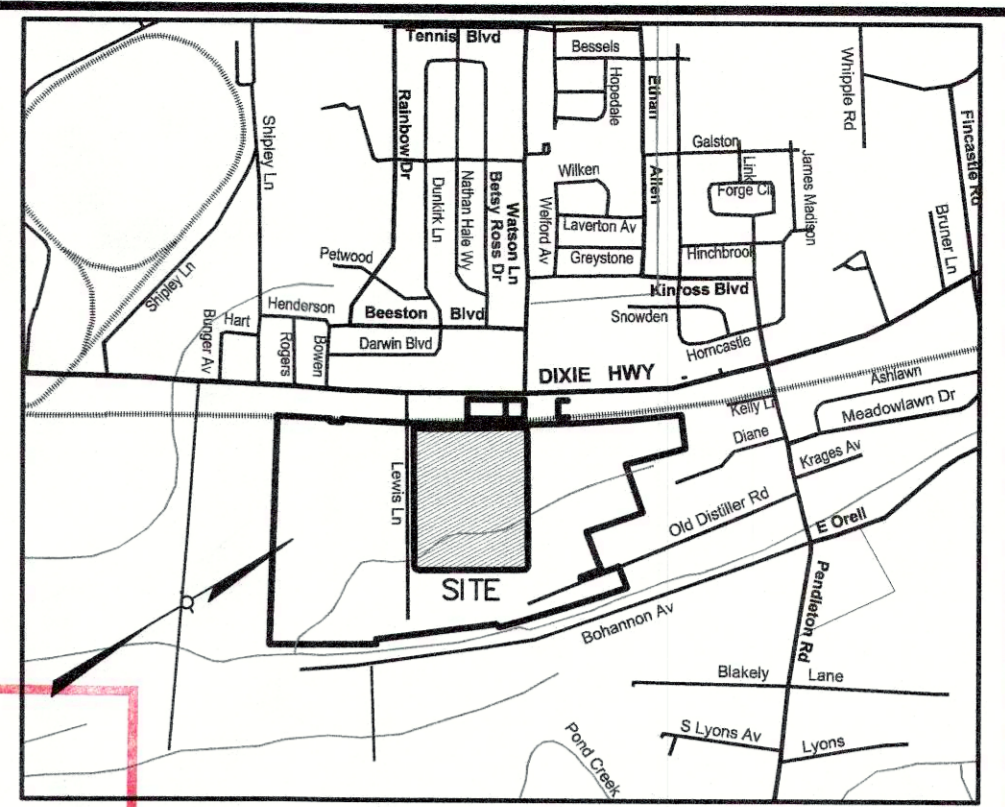 Tennis Blvd
Bessels
Hopedale
Ethan
Allen
Whipple Rd
Fincastle Rd
Shipley Ln
Rainbow Dr
Galston
Link
Forge Ci
James Madison
Wilken
Dunkirk Ln
Nathan Hale Wy
Betsy Ross Dr
Watson Ln
Welford Av
Laverton Av
Greystone
Hinchbrook
Bruner Ln
Petwood
Shipley Ln
Kinross Blvd
Henderson
Beeston Blvd
Snowden
Hart
Bunger Av
Rogers
Bowen
Darwin Blvd
Horncastle
DIXIE HWY
Ashlawn
Kelly Ln
Meadowlawn Dr
Diane
Krages Av
Lewis Ln
Old Distiller Rd
E Orell
SITE
Bohannon Av
Pendleton Rd
Blakely Lane
S Lyons Av
Lyons
Pond Creek